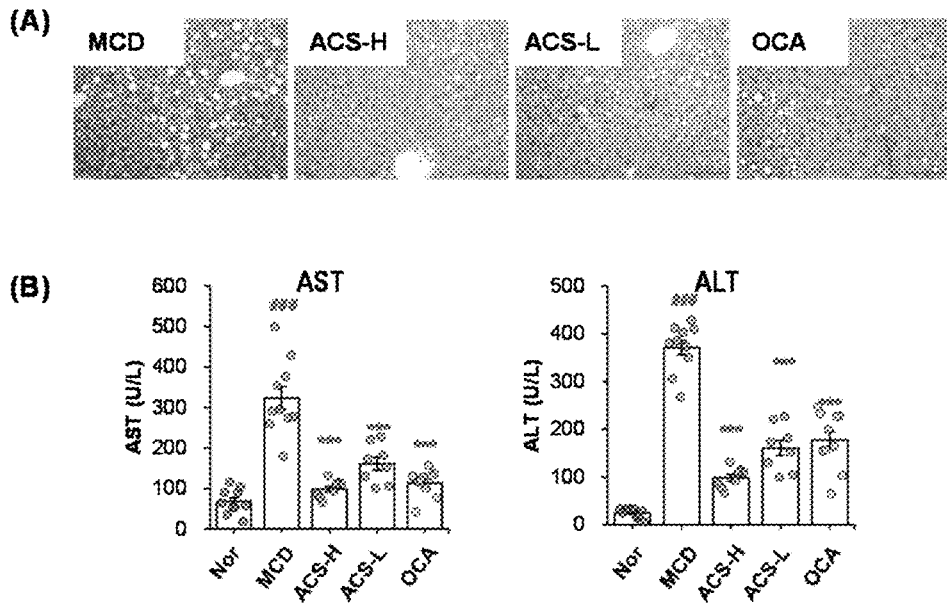 (A)
MCD ACS-H ACS-L OCA
(B)
AST
AST (U/L)
600
500
400
300
200
100
0
###
***
***
***
Nor MCD ACS-H ACS-L OCA
ALT
ALT (U/L)
500
400
300
200
100
0
###
***
***
***
Nor MCD ACS-H ACS-L OCA